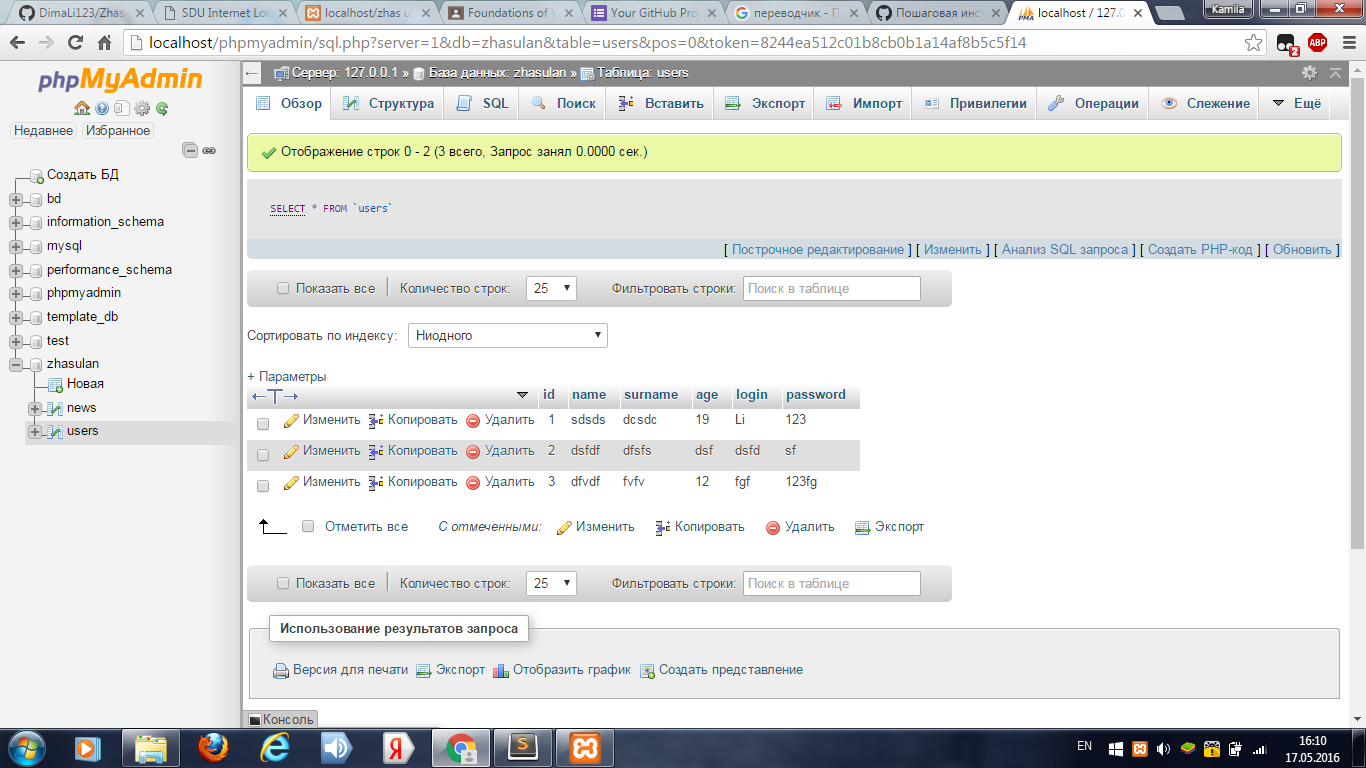 DimaLi123/Zhas
SDU Internet Lo
localhost/zhas u
Foundations of
Your GitHub Pro
переводчик - П
Пошаговая инс
localhost / 127.0
Kamila
localhost/phpmyadmin/sql.php?server=1&db=zhasulan&table=users&pos=0&token=8244ea512c01b8cb0b1a14af8b5c5f14
2
ABP
phpMyAdmin
Недавнее Избранное
Создать БД
bd
information_schema
mysql
performance_schema
phpmyadmin
template_db
test
zhasulan
Новая
news
users
Сервер: 127.0.0.1 » База данных: zhasulan » Таблица: users
Обзор Структура SQL Поиск Вставить Экспорт Импорт Привилегии Операции Слежение Ещё
Отображение строк 0 - 2 (3 всего, Запрос занял 0.0000 сек.)
SELECT * FROM `users`
[ Построчное редактирование ] [ Изменить ] [ Анализ SQL запроса ] [ Создать PHP-код ] [ Обновить ]
Показать все Количество строк: 25 Фильтровать строки: Поиск в таблице
Сортировать по индексу: Ниодного
+ Параметры
←T→ id name surname age login password
Изменить Копировать Удалить 1 sdsds dcsdc 19 Li 123
Изменить Копировать Удалить 2 dsfdf dfsfs dsf dsfd sf
Изменить Копировать Удалить 3 dfvdf fvfv 12 fgf 123fg
Отметить все С отмеченными: Изменить Копировать Удалить Экспорт
Показать все Количество строк: 25 Фильтровать строки: Поиск в таблице
Использование результатов запроса
Версия для печати Экспорт Отобразить график Создать представление
Консоль
EN
16:10
17.05.2016